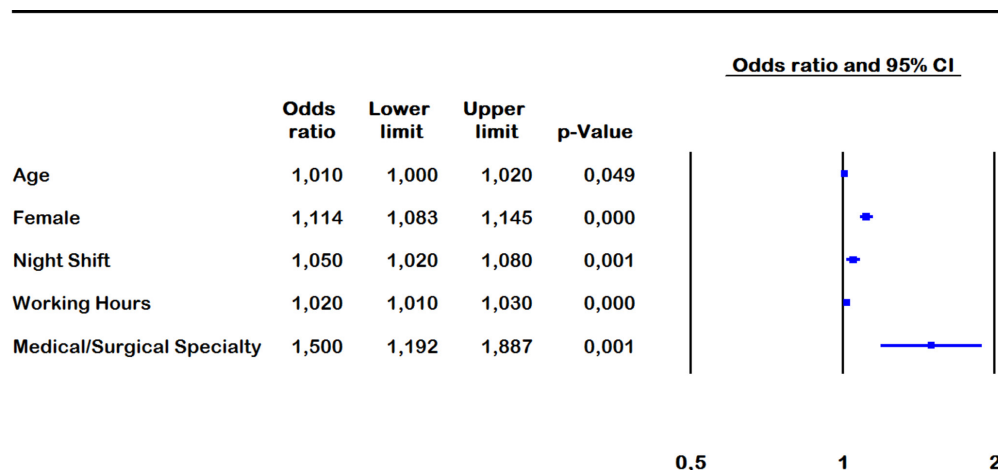 Odds ratio and 95% CI
Odds Lower Upper
ratio limit limit p-Value
Age 1,010 1,000 1,020 0,049
Female 1,114 1,083 1,145 0,000
Night Shift 1,050 1,020 1,080 0,001
Working Hours 1,020 1,010 1,030 0,000
Medical/Surgical Specialty 1,500 1,192 1,887 0,001
0,5 1 2